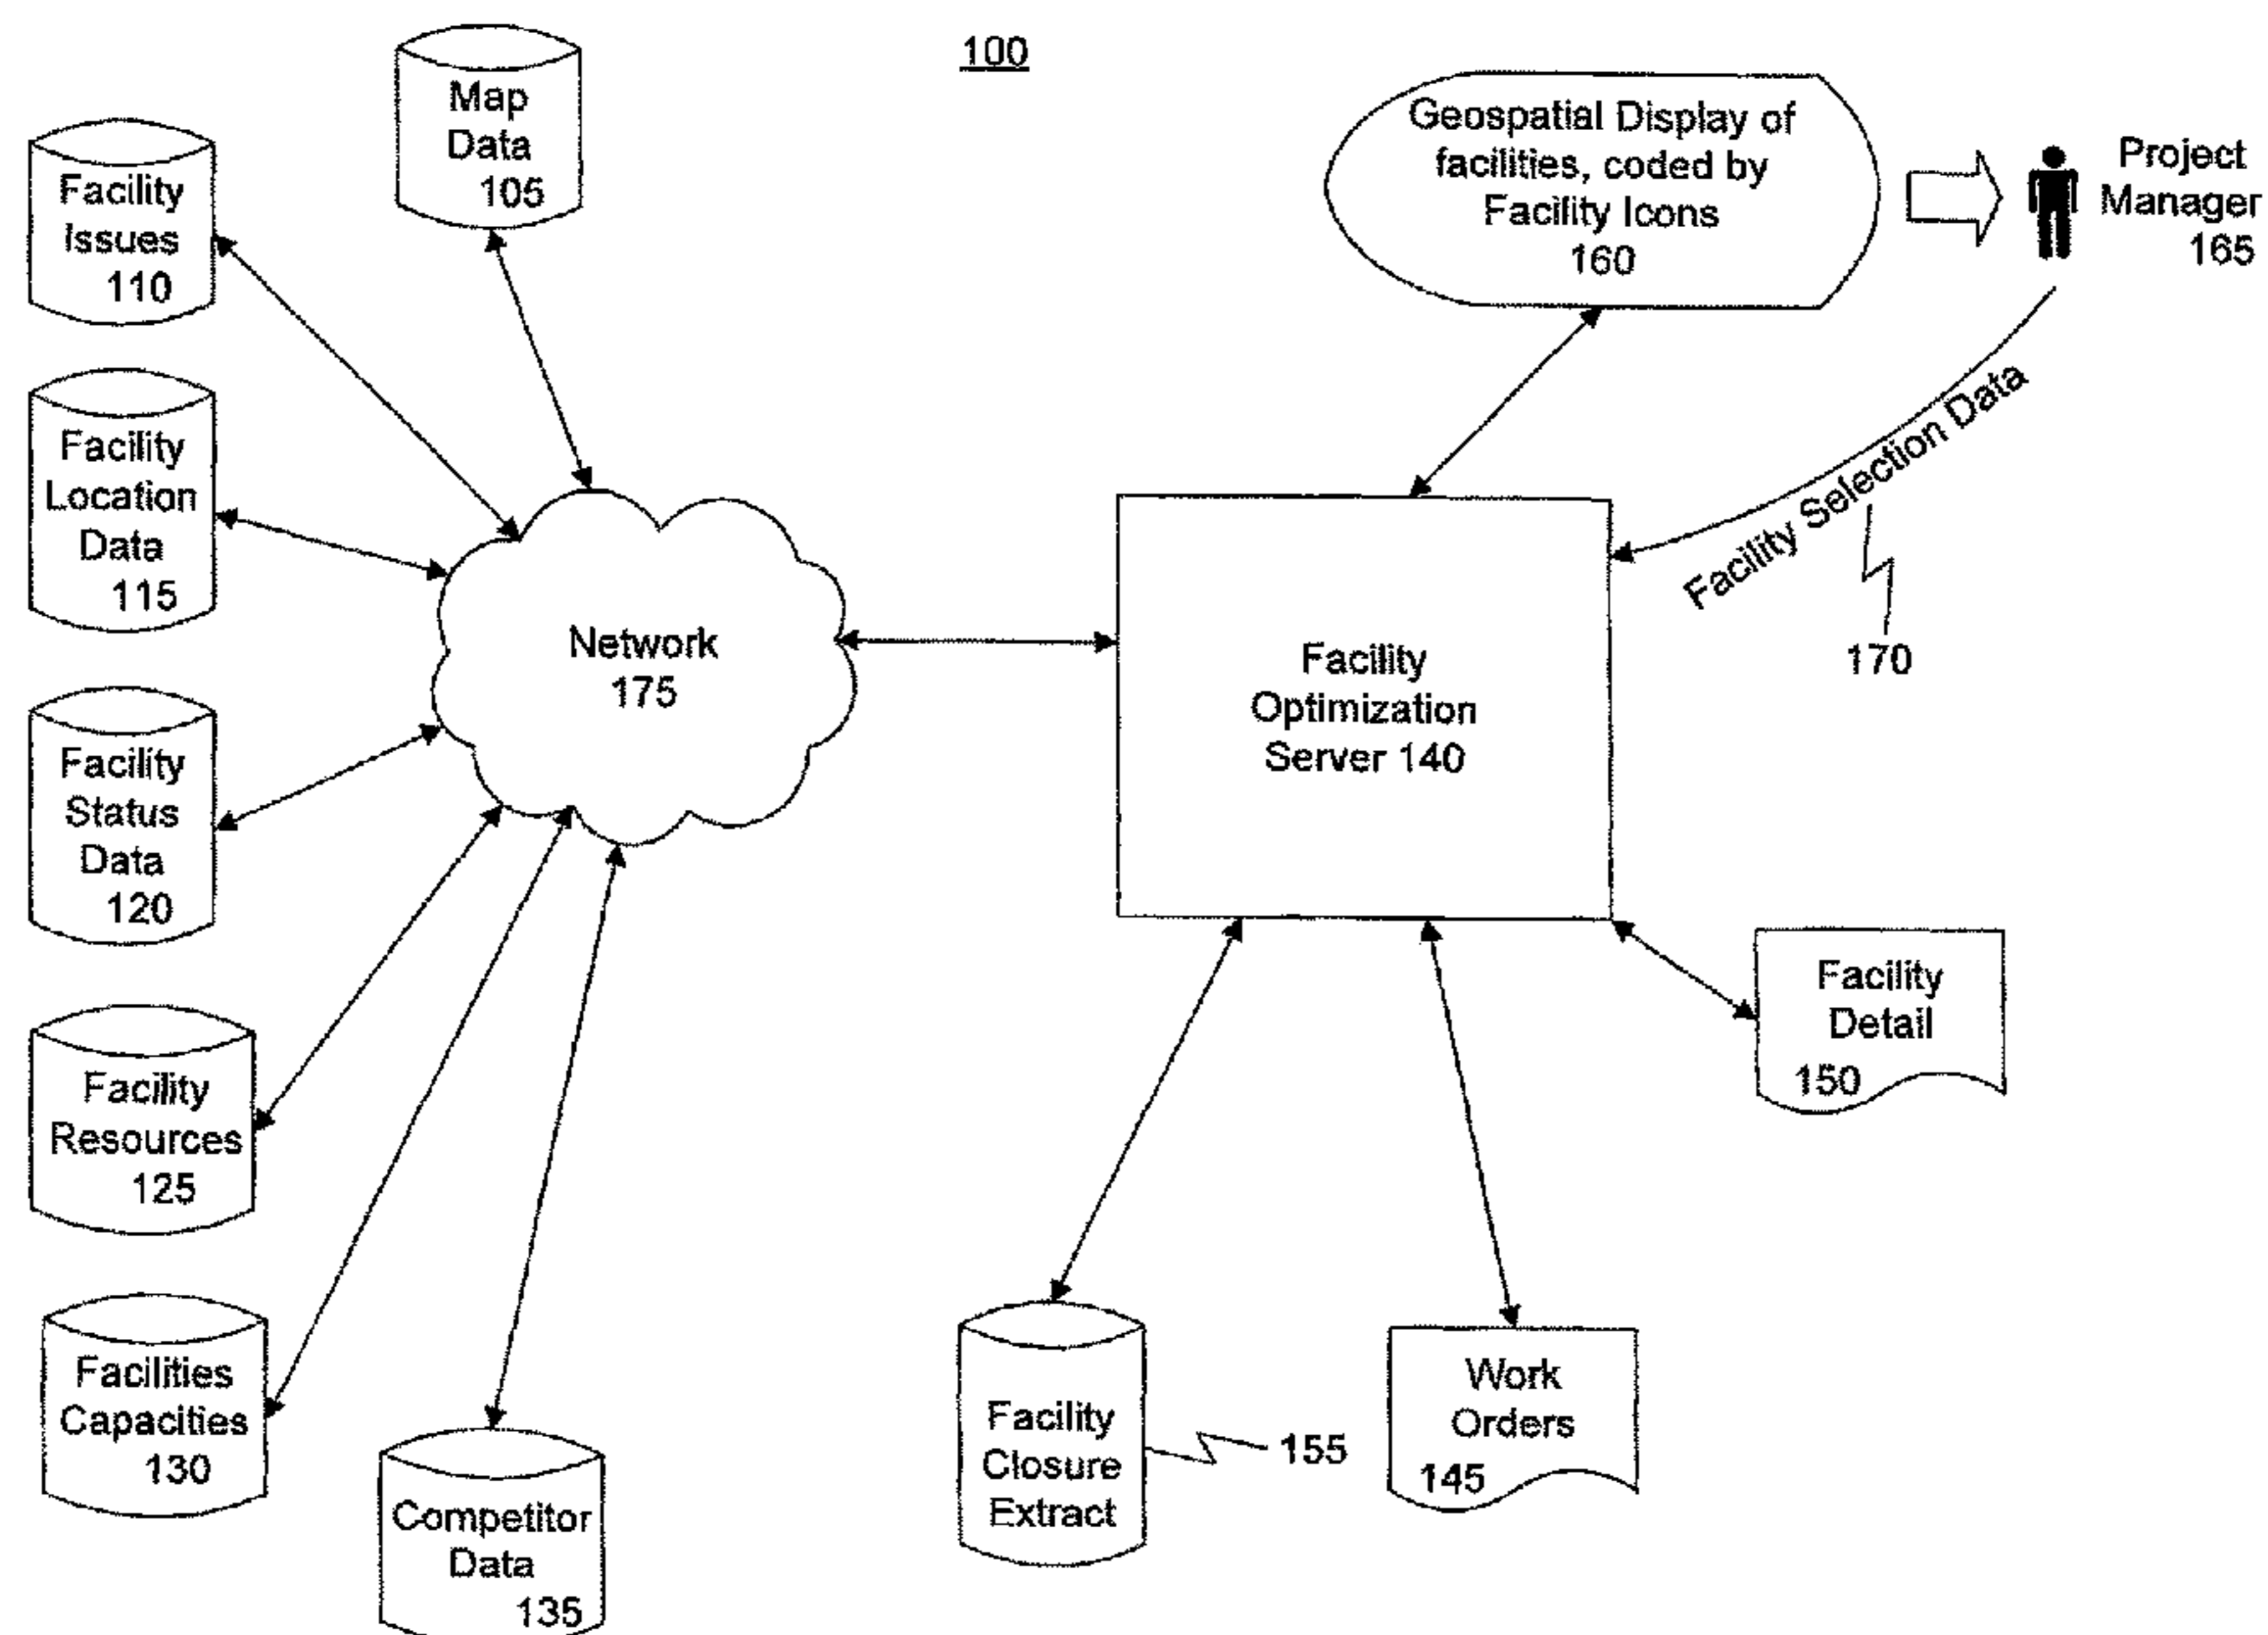 100
Map
Data
105
Facility
Issues
110
Facility
Location
Data
115
Facility
Status
Data
120
Facility
Resources
125
Facilities
Capacities
130
Competitor
Data
135
Network
175
Facility
Optimization
Server 140
Geospatial Display of
facilities, coded by
Facility Icons
160
Project
Manager
165
Facility Selection Data
170
Facility
Detail
150
Work
Orders
145
Facility
Closure
Extract
155